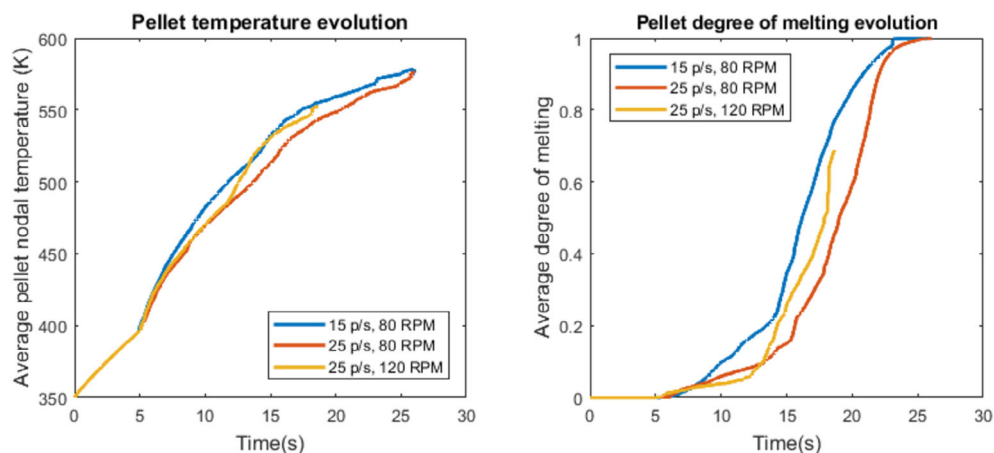 Pellet temperature evolution
Average pellet nodal temperature (K)
600
550
500
450
400
350
0 5 10 15 20 25 30
Time(s)
15 p/s, 80 RPM
25 p/s, 80 RPM
25 p/s, 120 RPM
Pellet degree of melting evolution
Average degree of melting
1
0.8
0.6
0.4
0.2
0
0 5 10 15 20 25 30
Time(s)
15 p/s, 80 RPM
25 p/s, 80 RPM
25 p/s, 120 RPM